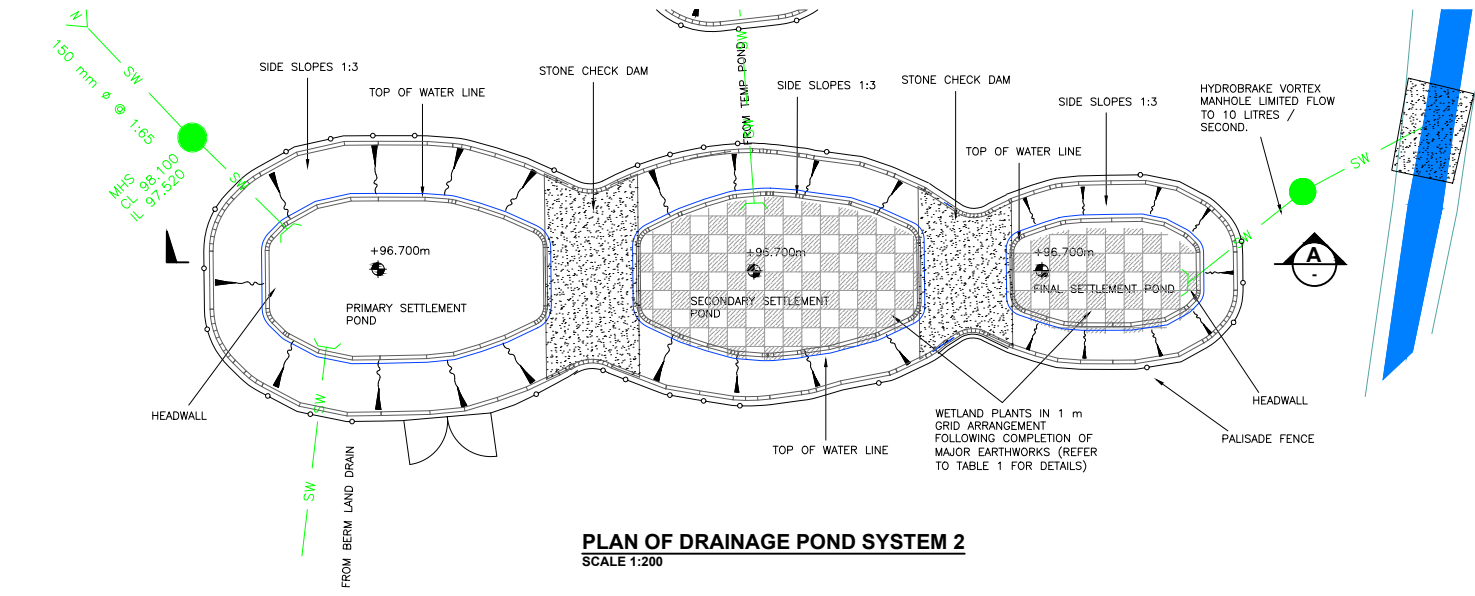 N
SW
150 mm ø @ 1:65
MHS
CL 98.100
IL 97.520
SW
SIDE SLOPES 1:3
TOP OF WATER LINE
STONE CHECK DAM
SW
FROM TEMP POND
SW
SIDE SLOPES 1:3
STONE CHECK DAM
SIDE SLOPES 1:3
TOP OF WATER LINE
HYDROBRAKE VORTEX
MANHOLE LIMITED FLOW
TO 10 LITRES /
SECOND.
SW
SW
A
-
+96.700m
PRIMARY SETTLEMENT
POND
+96.700m
SECONDARY SETTLEMENT
POND
+96.700m
FINAL SETTLEMENT POND
HEADWALL
SW
SW
FROM BERM LAND DRAIN
TOP OF WATER LINE
WETLAND PLANTS IN 1 m
GRID ARRANGEMENT
FOLLOWING COMPLETION OF
MAJOR EARTHWORKS (REFER
TO TABLE 1 FOR DETAILS)
HEADWALL
PALISADE FENCE
PLAN OF DRAINAGE POND SYSTEM 2
SCALE 1:200